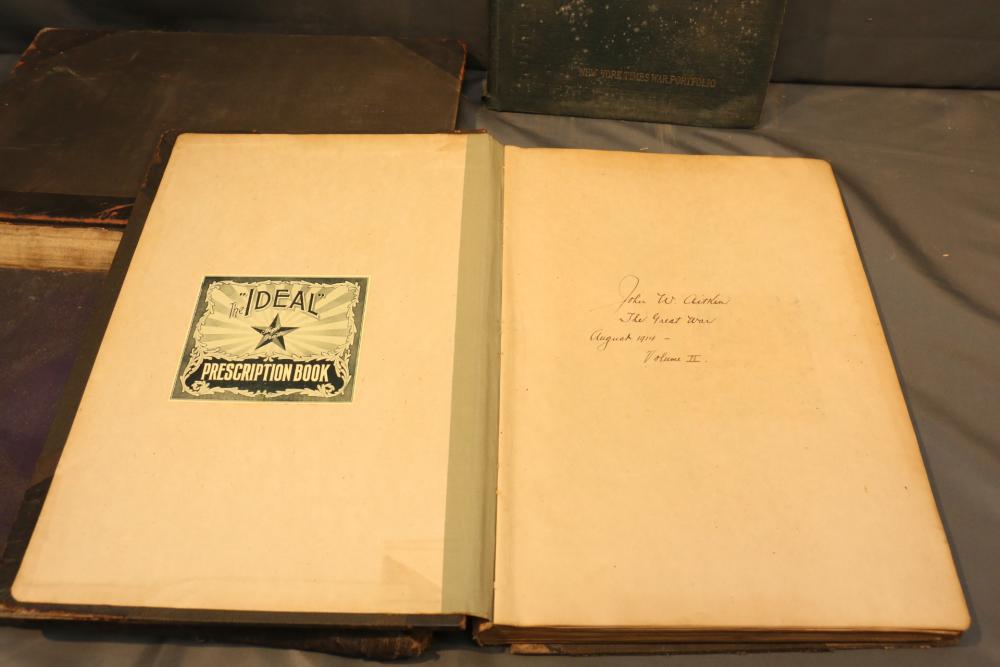 NEW YORK TIMES WAR PORTFOLIO
The "IDEAL"
PRESCRIPTION BOOK
John W. Aitken
The Great War
August 1914 –
Volume II.